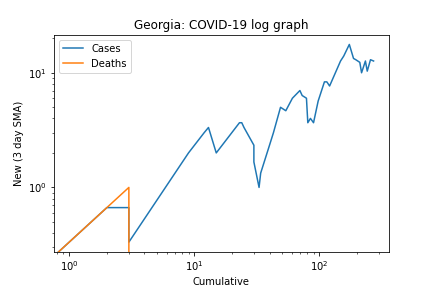 Georgia: COVID-19 log graph
Cases
Deaths
New (3 day SMA)
10¹
10⁰
10⁰ 10¹ 10²
Cumulative